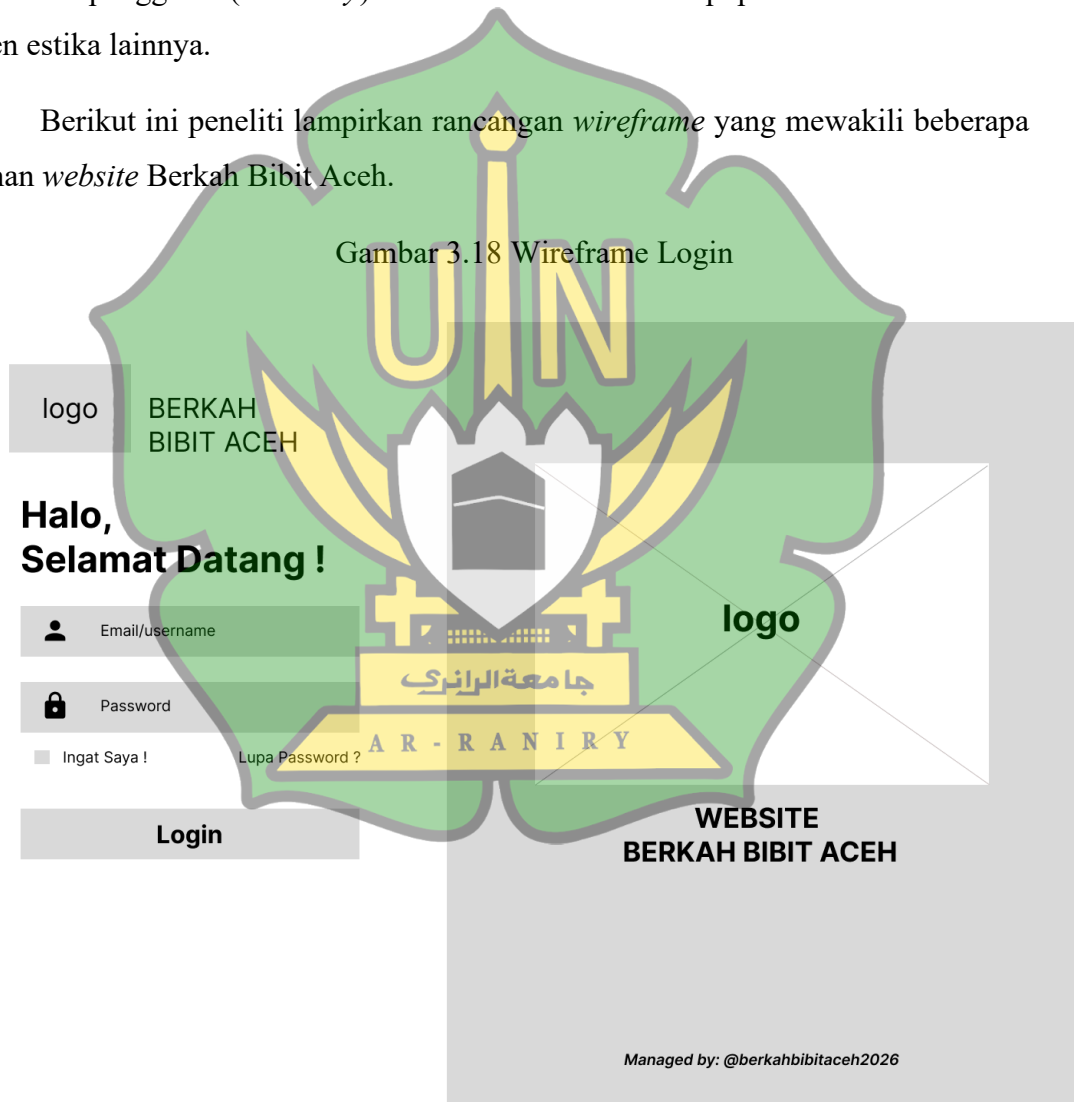 en estika lainnya.
Berikut ini peneliti lampirkan rancangan wireframe yang mewakili beberapa
website Berkah Bibit Aceh.
Gambar 3.18 Wireframe Login
UIN
logo
BERKAH
BIBIT ACEH
Halo,
Selamat Datang !
Email/username
Password
Ingat Saya !
Lupa Password ?
Login
جامعة الرانري
AR-RANIRY
logo
WEBSITE
BERKAH BIBIT ACEH
Managed by: @berkahbibitaceh2026